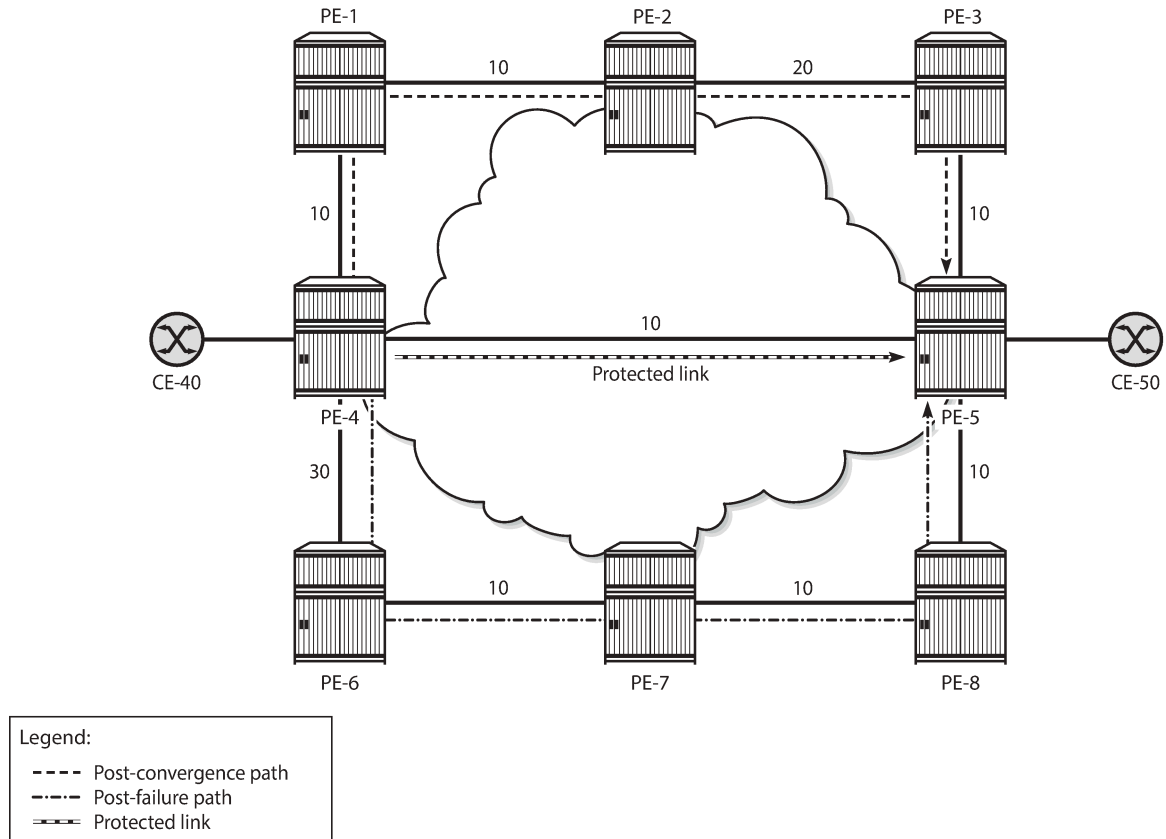 PE-1
PE-2
PE-3
10
20
10
10
10
CE-40
Protected link
CE-50
PE-4
PE-5
30
10
10
10
PE-6
PE-7
PE-8
Legend:
Post-convergence path
Post-failure path
Protected link